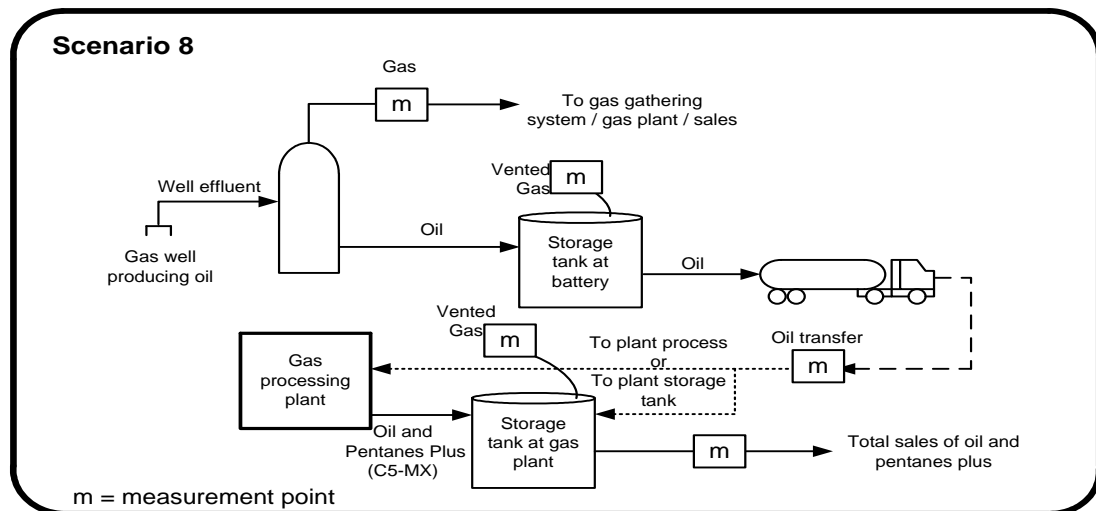 Scenario 8
Gas
m
To gas gathering
system / gas plant / sales
Well effluent
Vented
Gas
m
Gas well
producing oil
Oil
Storage
tank at
battery
Oil
Vented
Gas
m
Oil transfer
m
To plant process
or
To plant storage
tank
Gas
processing
plant
Oil and
Pentanes Plus
(C5-MX)
Storage
tank at gas
plant
m
Total sales of oil and
pentanes plus
m = measurement point